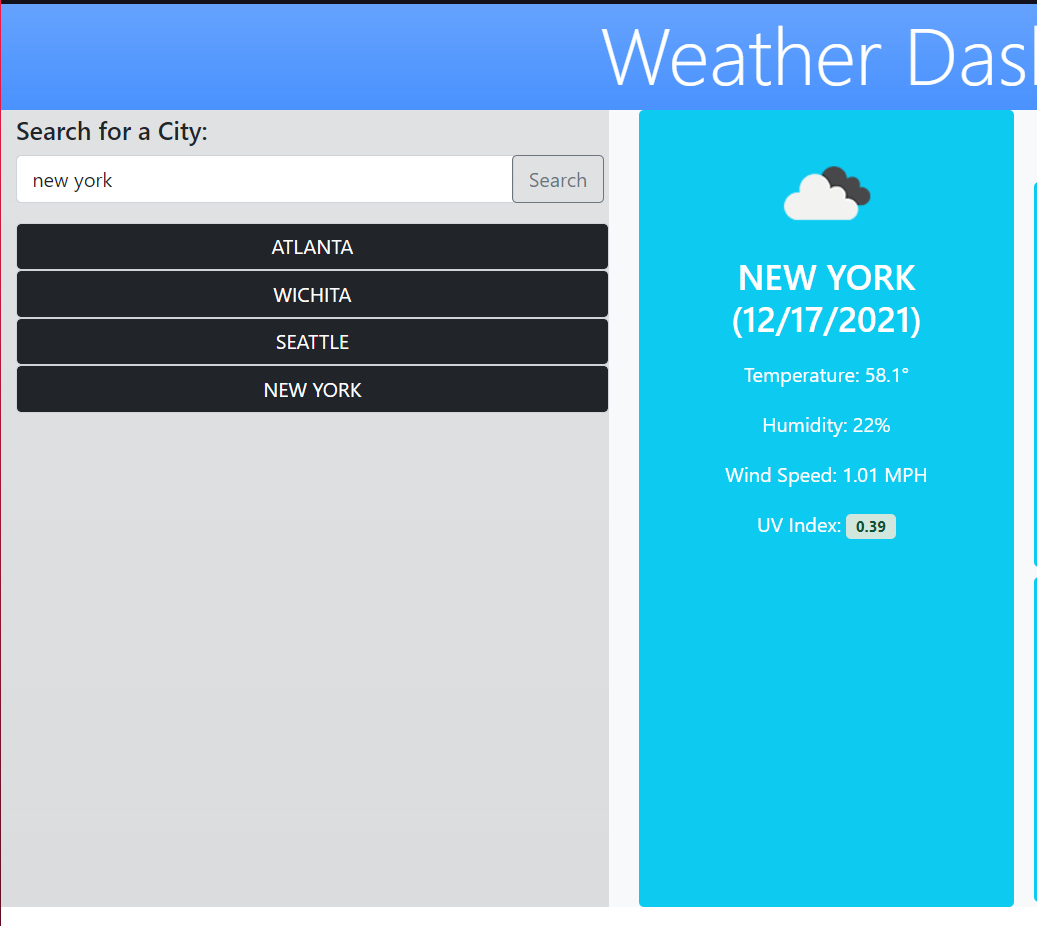 Weather Das
Search for a City:
new york
Search
ATLANTA
WICHITA
SEATTLE
NEW YORK
NEW YORK
(12/17/2021)
Temperature: 58.1°
Humidity: 22%
Wind Speed: 1.01 MPH
UV Index: 0.39